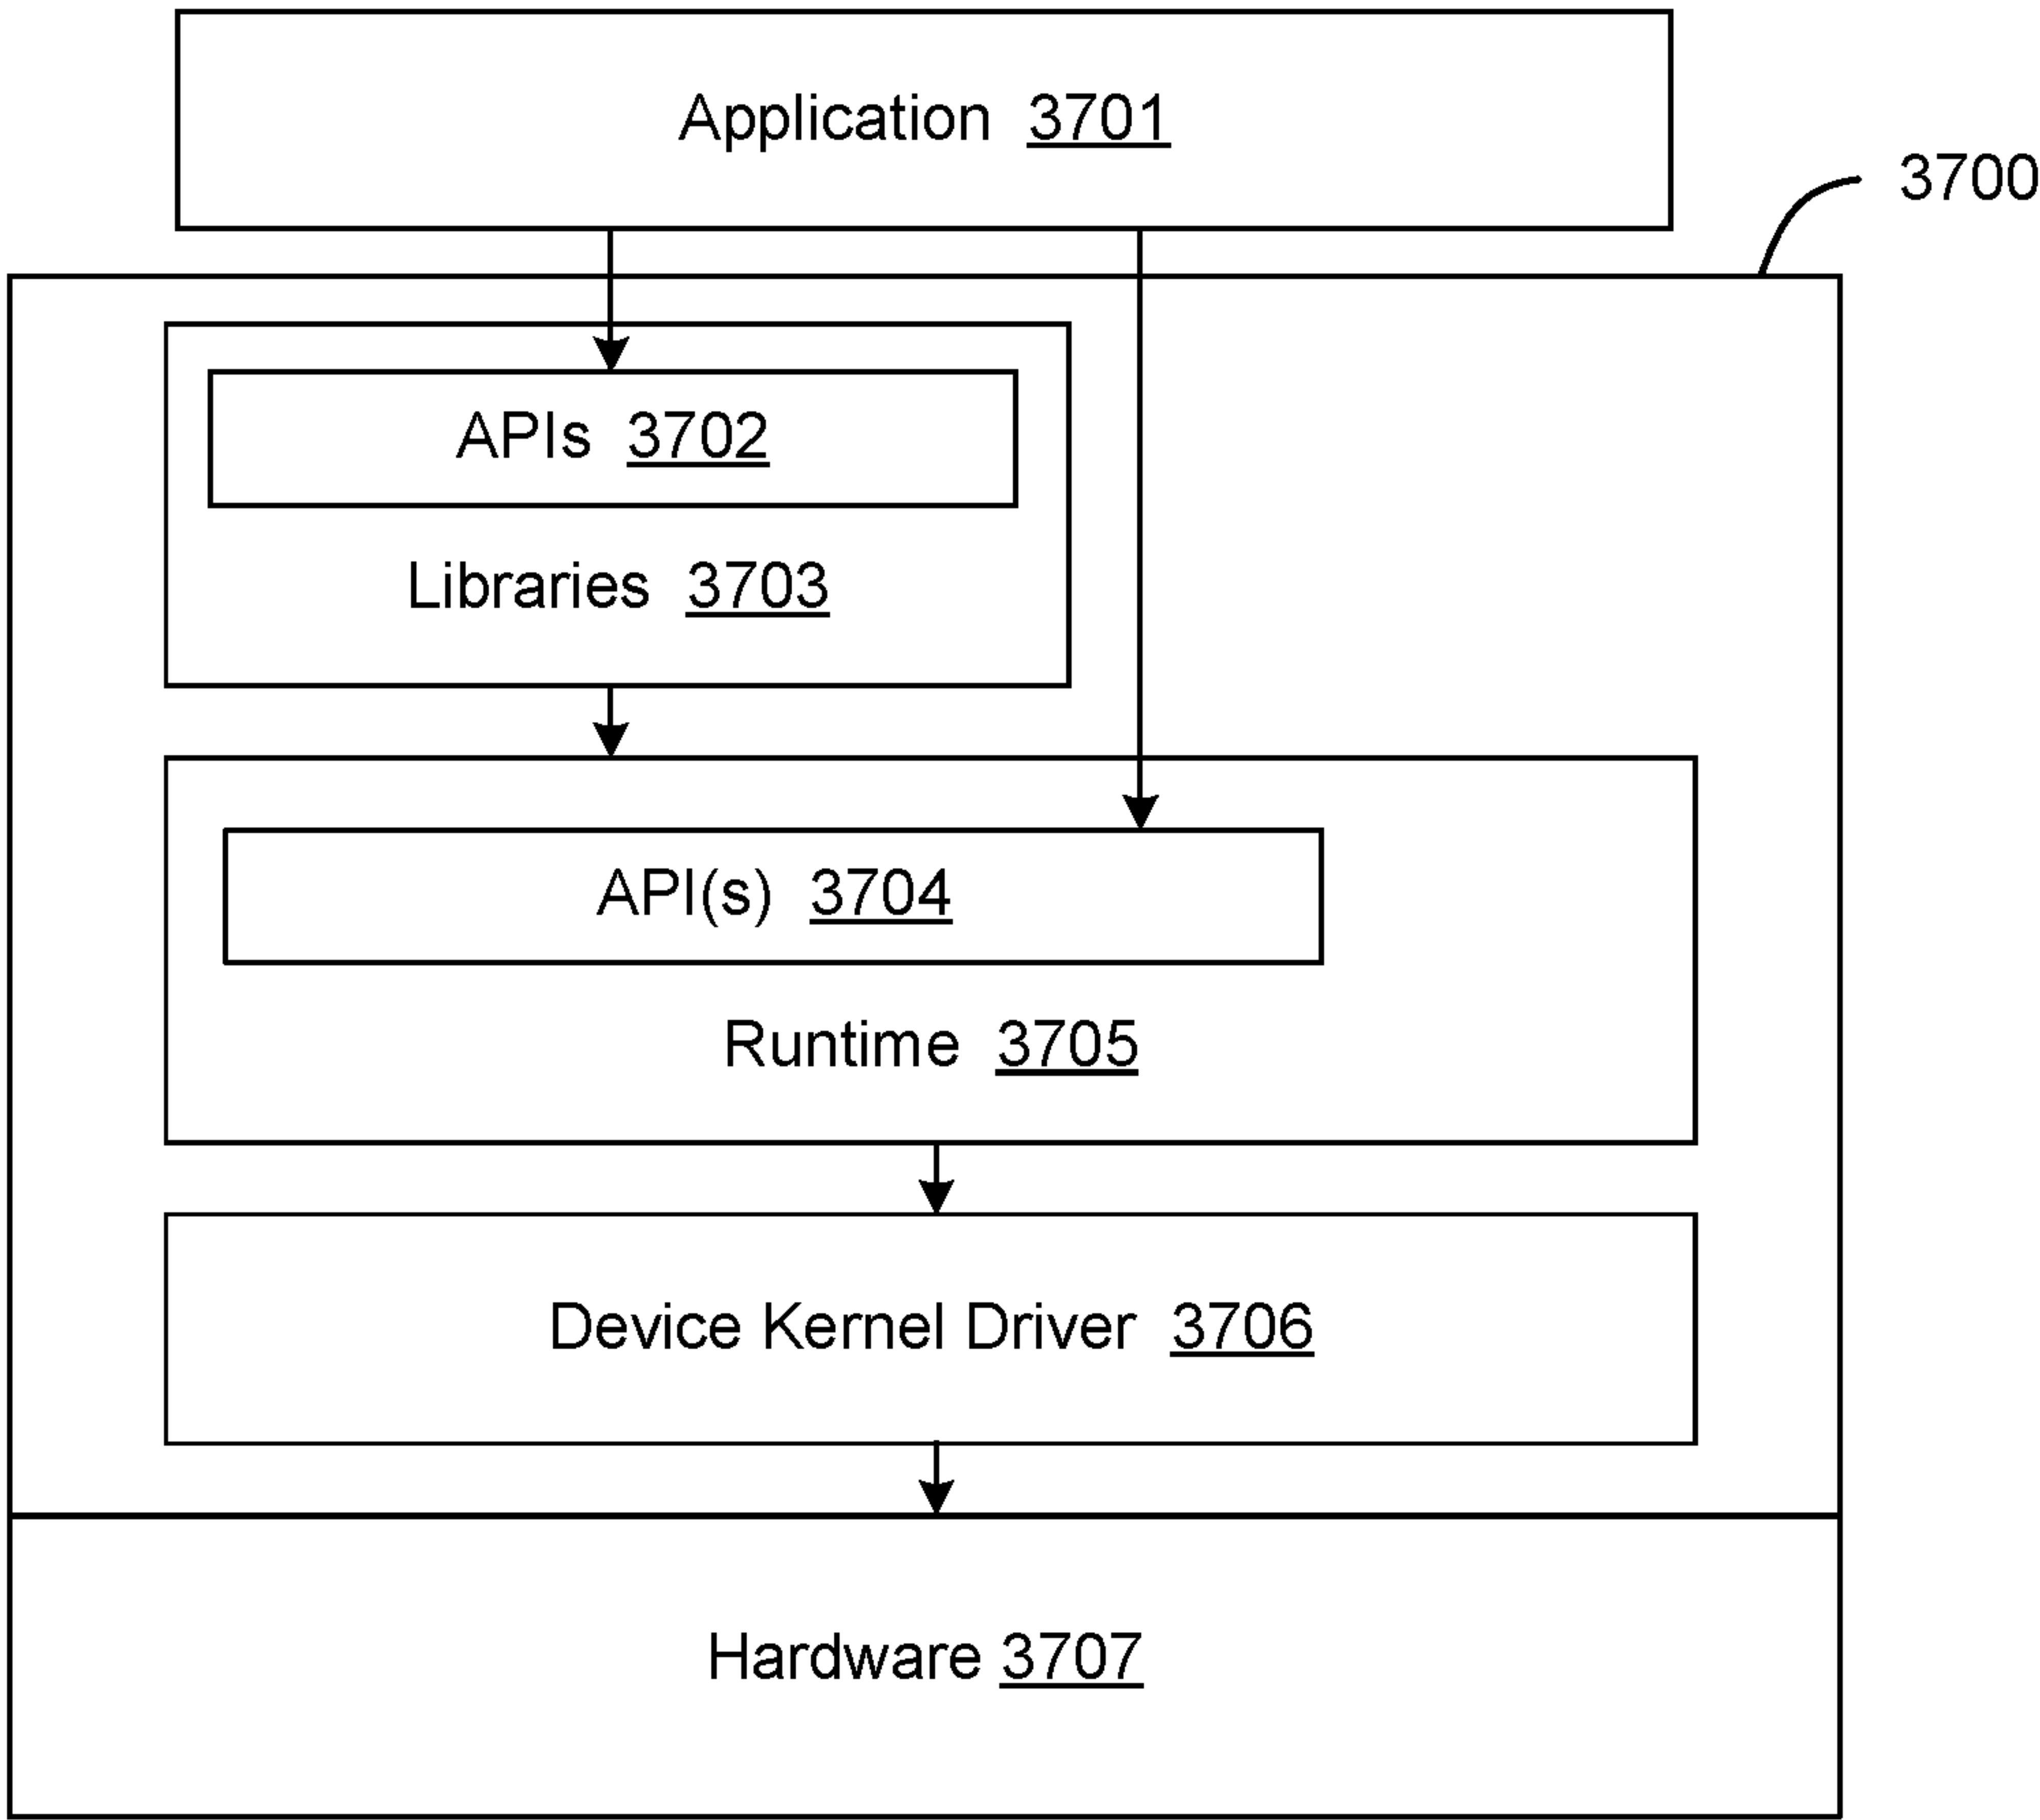 Application 3701
3700
APIs 3702
Libraries 3703
API(s) 3704
Runtime 3705
Device Kernel Driver 3706
Hardware 3707